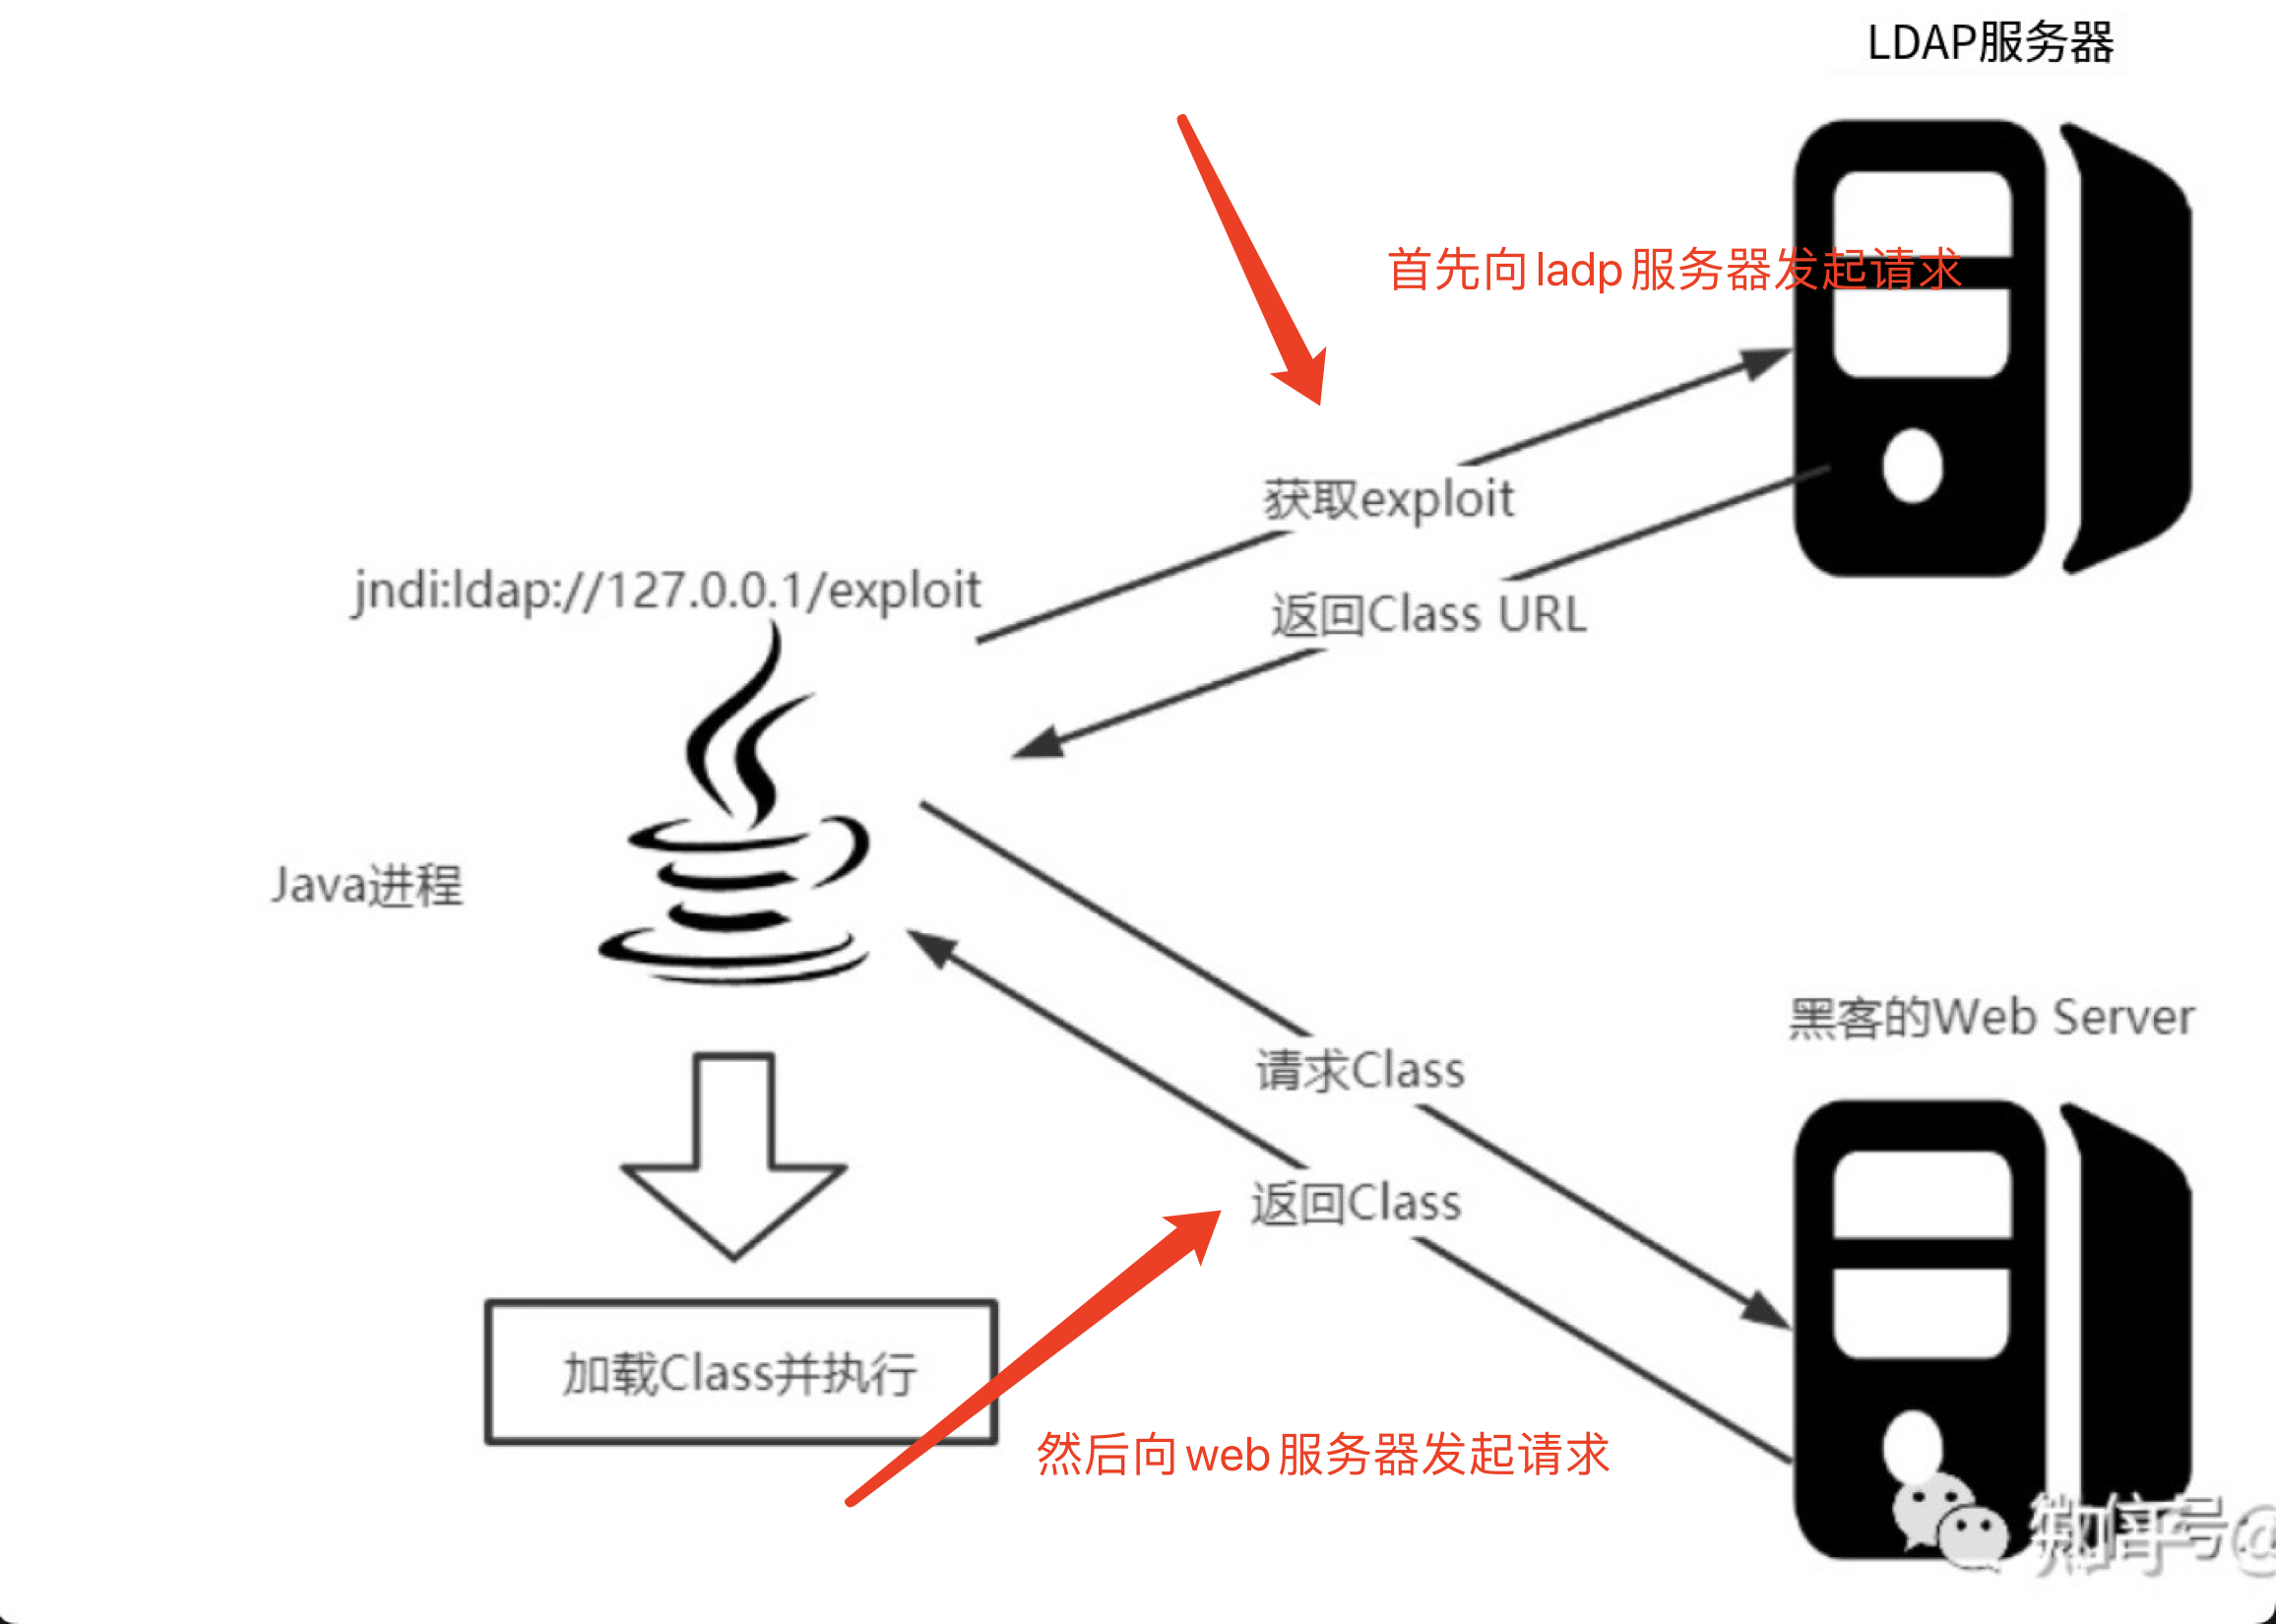 LDAP服务器
首先向ladp服务器发起请求
获取exploit
jndi:ldap://127.0.0.1/exploit
返回Class URL
Java进程
黑客的Web Server
请求Class
返回Class
加载Class并执行
然后向web服务器发起请求